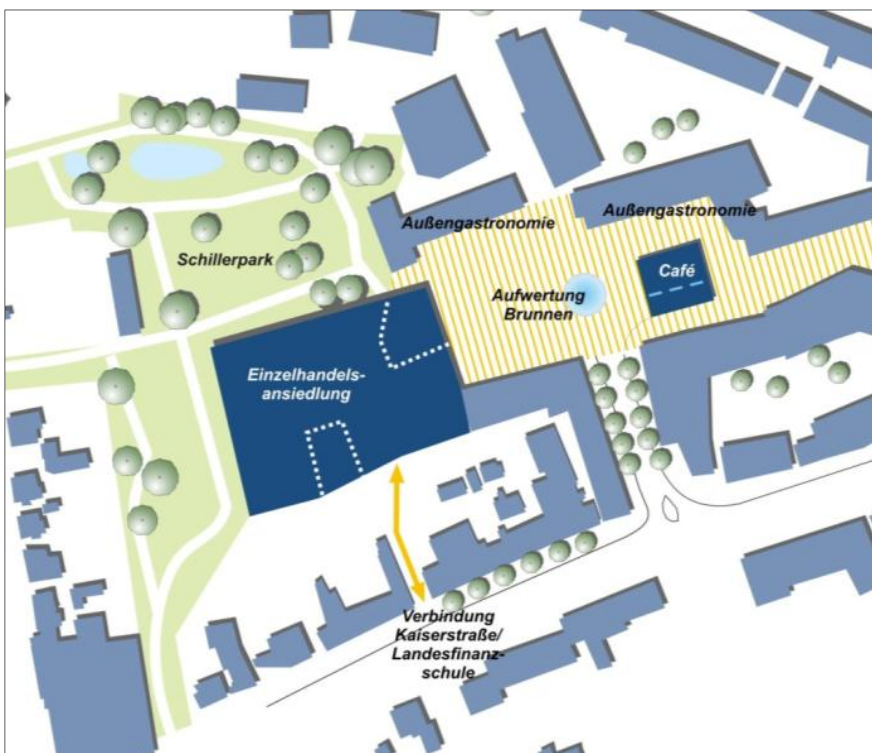 Außengastronomie
Außengastronomie
Schillerpark
Café
Aufwertung
Brunnen
Einzelhandels-
ansiedlung
Verbindung
Kaiserstraße/
Landesfinanz-
schule